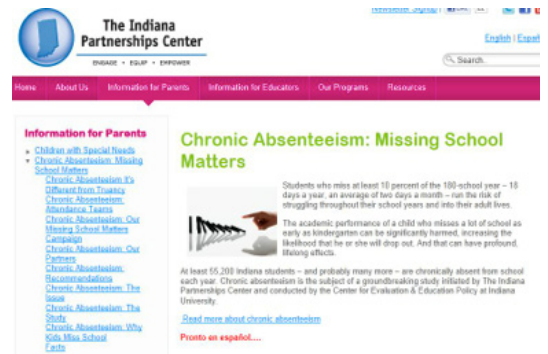 Newsletter Signup
The Indiana
Partnerships Center
ENGAGE • EQUIP • EMPOWER
English |
Search..
Home About Us Information for Parents Information for Educators Our Programs Resources
Information for Parents
Children with Special Needs
Chronic Absenteeism: Missing
School Matters
Chronic Absenteeism It's
Different from Truancy
Chronic Absenteeism:
Attendance Teams
Chronic Absenteeism: Our
Missing School Matters
Campaign
Chronic Absenteeism: Our
Partners
Chronic Absenteeism:
Recommendations
Chronic Absenteeism: The
Issue
Chronic Absenteeism: The
Study
Chronic Absenteeism: Why
Kids Miss School
Facts
Chronic Absenteeism: Missing School
Matters
Students who miss at least 10 percent of the 180-school year – 18
days a year, an average of two days a month – run the risk of
struggling throughout their school years and into their adult lives.
The academic performance of a child who misses a lot of school as
early as kindergarten can be significantly harmed, increasing the
likelihood that he or she will drop out. And that can have profound,
lifelong effects.
At least 55,200 Indiana students – and probably many more – are chronically absent from school
each year. Chronic absenteeism is the subject of a groundbreaking study initiated by The Indiana
Partnerships Center and conducted by the Center for Evaluation & Education Policy at Indiana
University.
Read more about chronic absenteeism
Pronto en español....